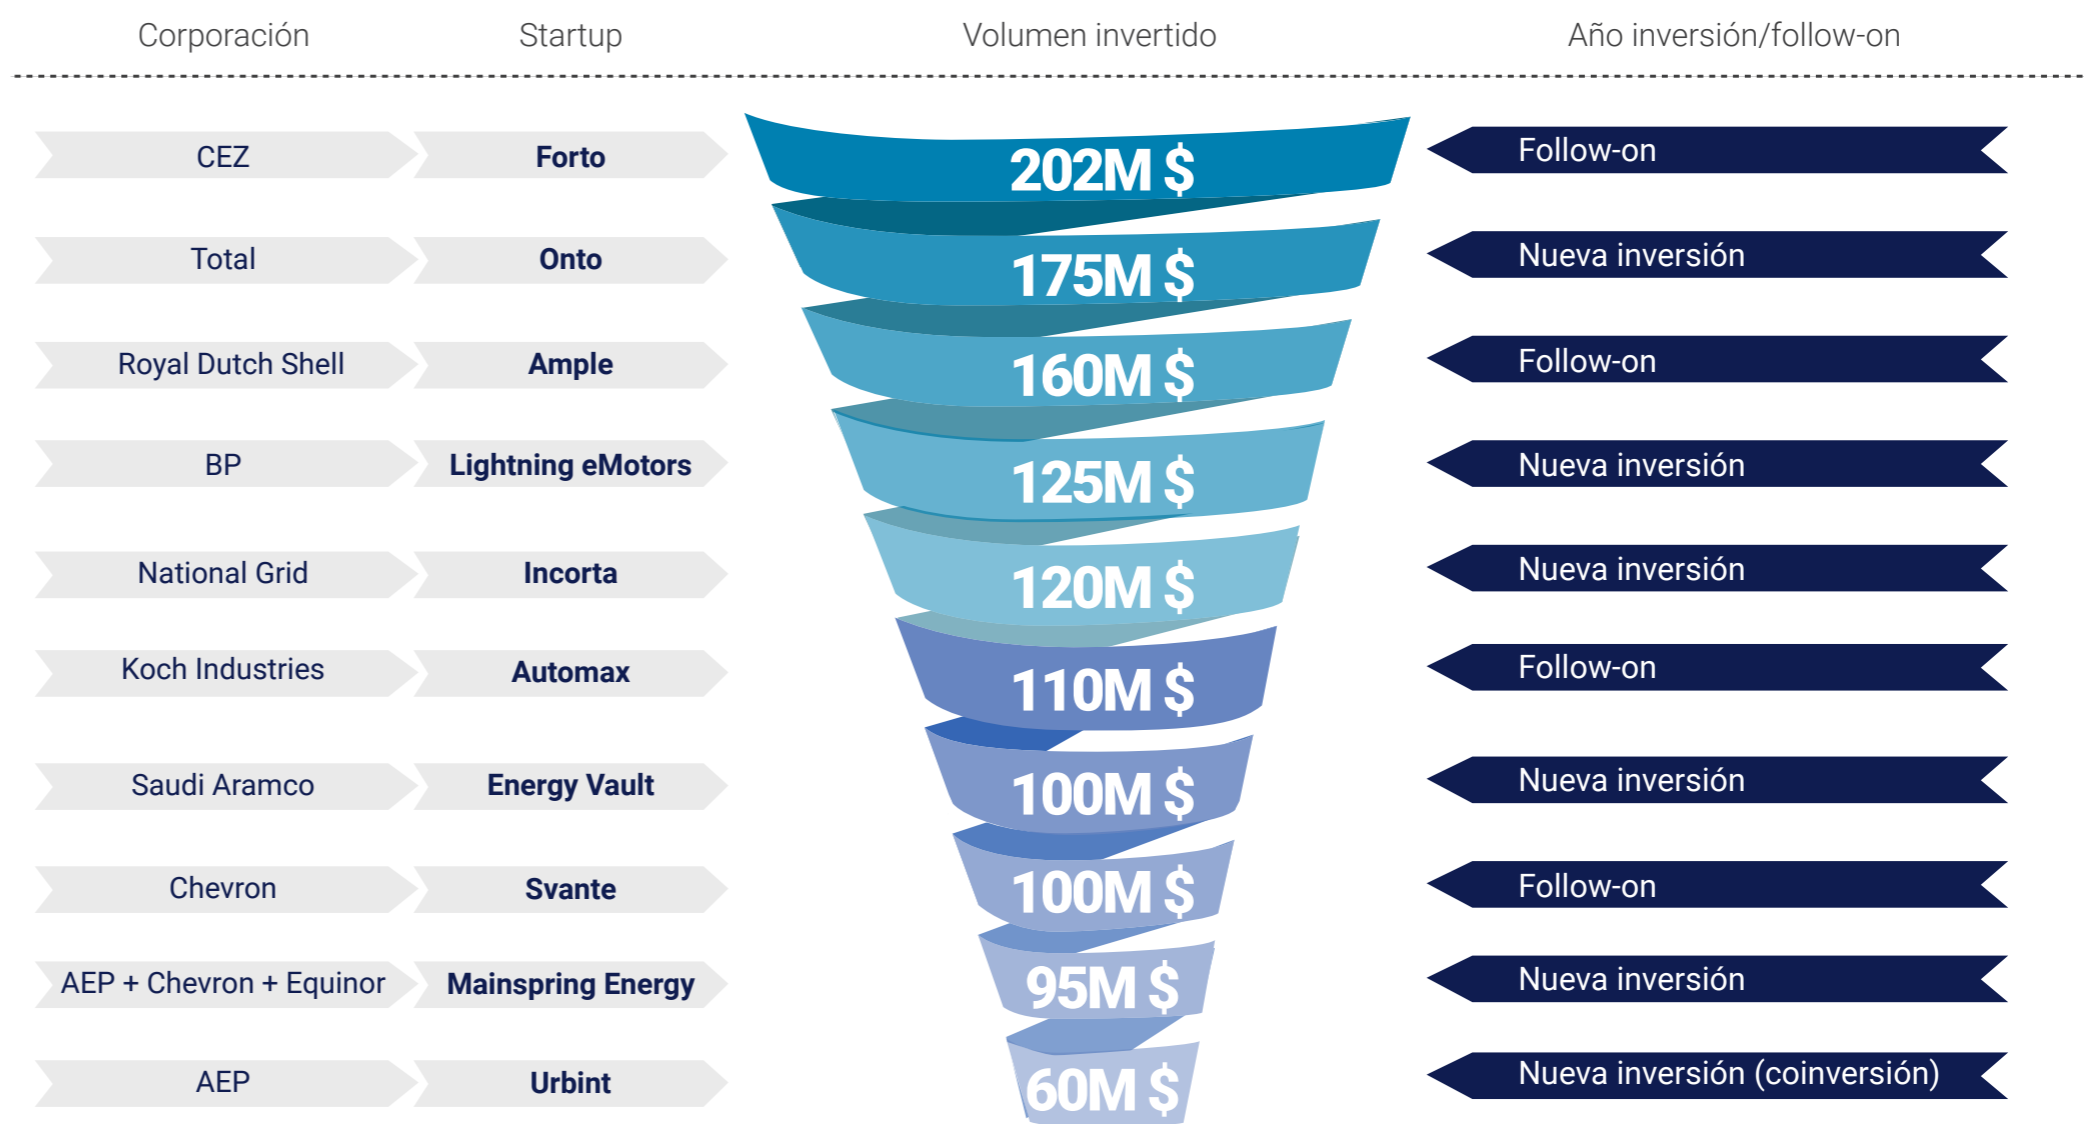 Corporación Startup Volumen invertido Año inversión/follow-on
CEZ Forto 202M $ Follow-on
Total Onto 175M $ Nueva inversión
Royal Dutch Shell Ample 160M $ Follow-on
BP Lightning eMotors 125M $ Nueva inversión
National Grid Incorta 120M $ Nueva inversión
Koch Industries Automax 110M $ Follow-on
Saudi Aramco Energy Vault 100M $ Nueva inversión
Chevron Svante 100M $ Follow-on
AEP + Chevron + Equinor Mainspring Energy 95M $ Nueva inversión
AEP Urbint 60M $ Nueva inversión (coinversión)